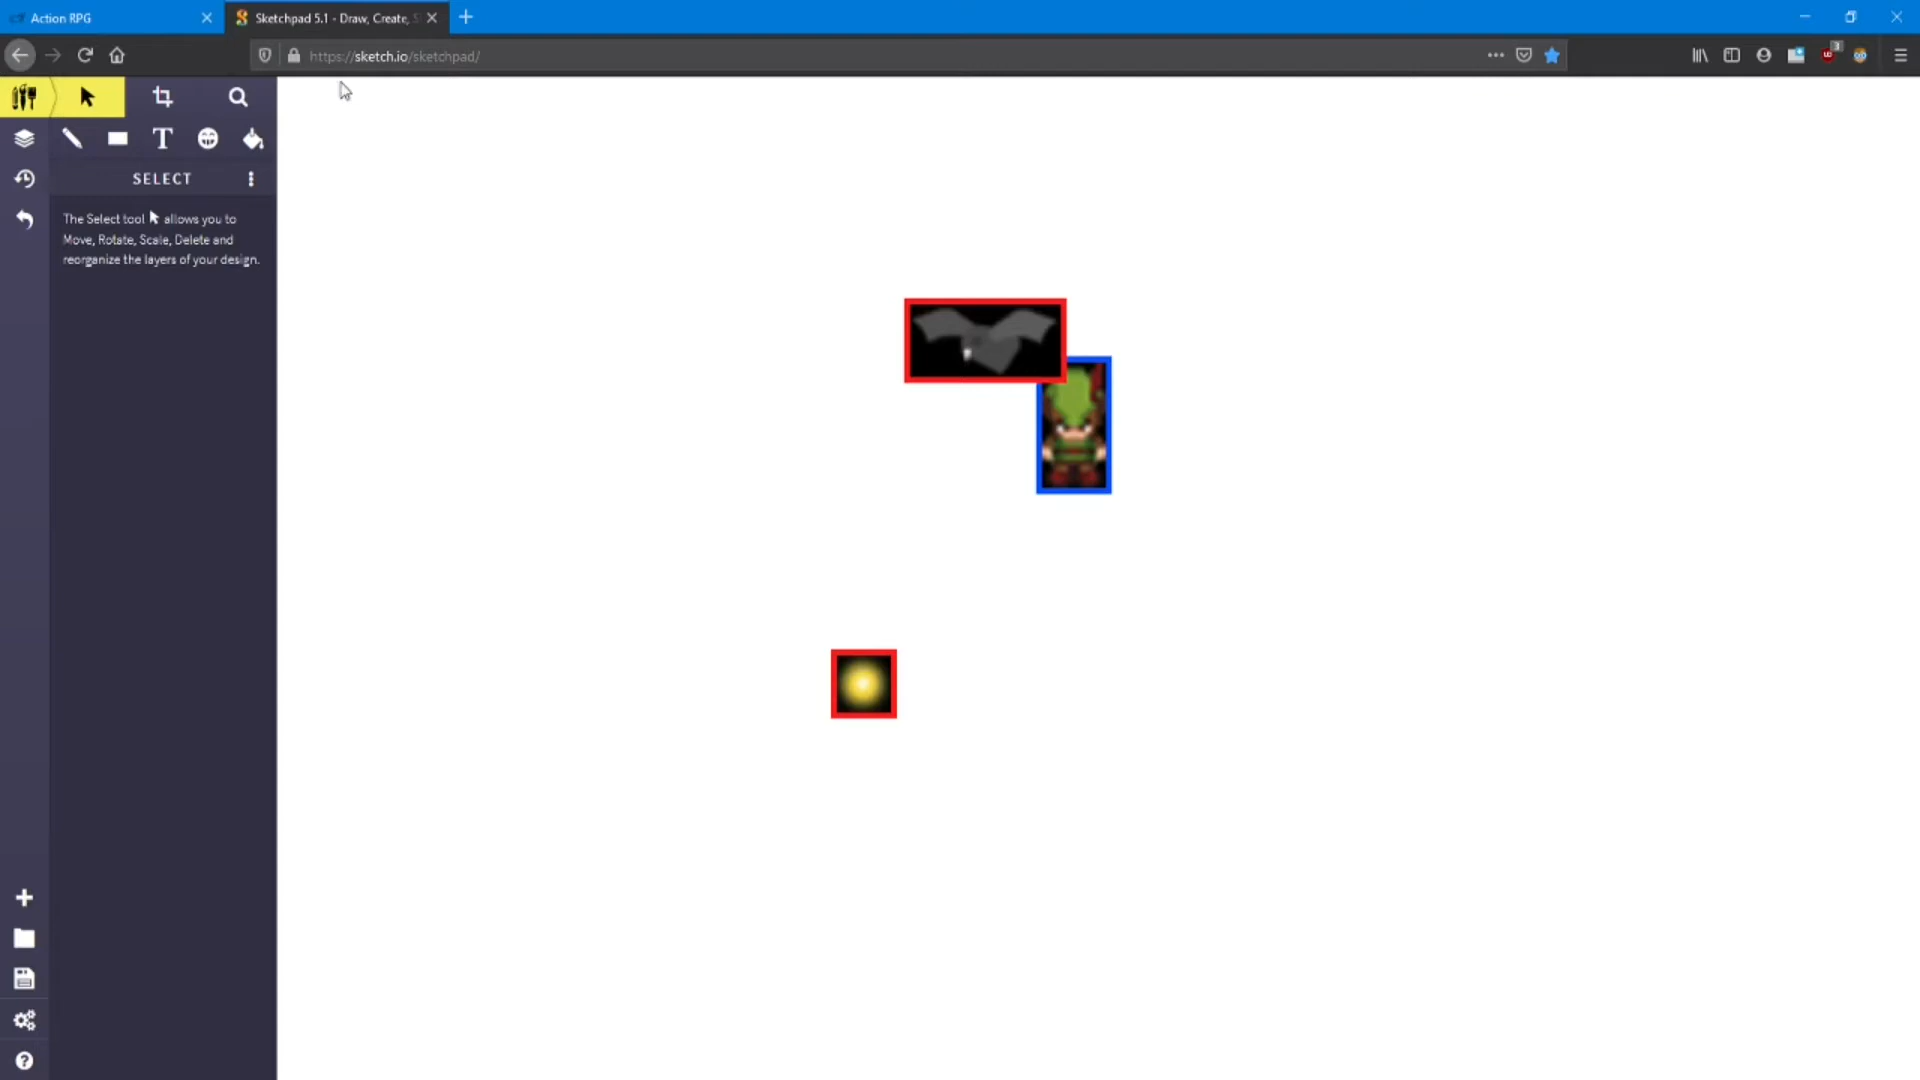 Action RPG
Sketchpad 5.1 - Draw, Create, S
https://sketch.io/sketchpad/
3
T
SELECT
The Select tool allows you to
Move, Rotate, Scale, Delete and
reorganize the layers of your design.